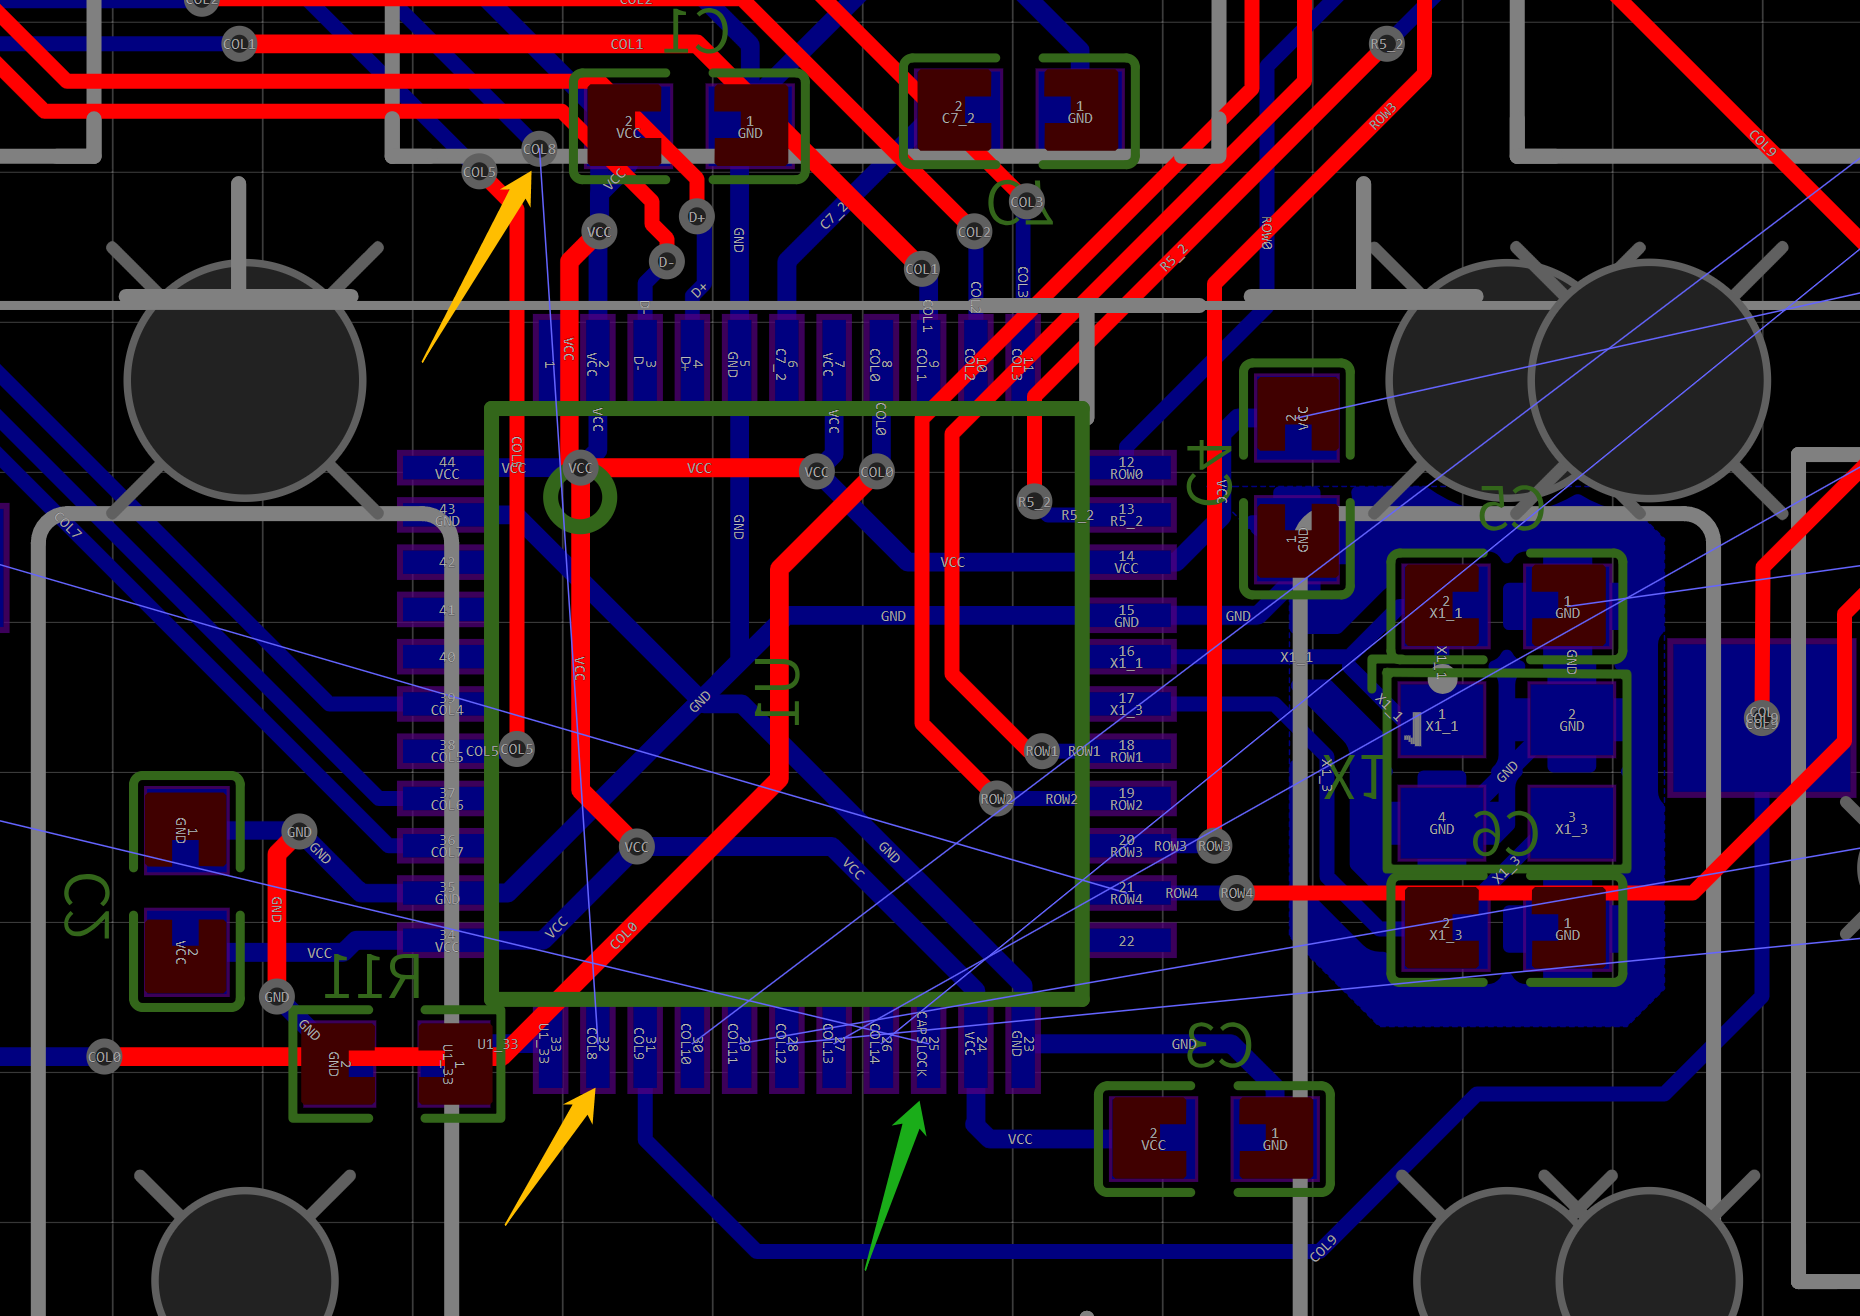 COL2
COL2
COL1
COL1
C1
R5_2
2
VCC
1
GND
2
C7_2
1
GND
ROW3
COL9
COL8
COL5
VCC
D+
C7_2
COL3
C7
VCC
GND
COL2
ROW0
D-
COL1
R5_2
D+
D-
COL3
COL2
COL1
1
VCC
2
VCC
3
D-
4
D+
5
GND
6
C7_2
7
VCC
8
COL0
9
COL1
10
COL2
11
COL3
2
VCC
C4
VCC
VCC
COL0
COL5
44
VCC
VCC
VCC
VCC
VCC
COL0
12
ROW0
VCC
C5
43
GND
COL7
GND
R5_2
R5_2
13
R5_2
1
GND
42
VCC
14
VCC
41
GND
15
GND
GND
2
X1_1
1
GND
40
VCC
16
X1_1
X1_1
X1_1
GND
39
COL4
GND
U1
17
X1_3
X1_1
1
X1_1
2
GND
COL9
38
COL5
COL5
COL5
ROW1
ROW1
18
ROW1
X1_3
X1
GND
37
COL6
ROW2
ROW2
19
ROW2
4
GND
3
X1_3
C6
1
GND
GND
GND
36
COL7
VCC
VCC
GND
20
ROW3
ROW3
ROW3
X1_3
C2
GND
35
GND
21
ROW4
ROW4
ROW4
2
VCC
VCC
34
VCC
VCC
COL0
22
2
X1_3
1
GND
R11
GND
GND
COL0
2
GND
1
U1_33
U1_33
33
U1_33
32
COL8
31
COL9
30
COL10
29
COL11
28
COL12
27
COL13
26
COL14
25
CAPSLOCK
24
VCC
23
GND
GND
C3
VCC
2
VCC
1
GND
COL9